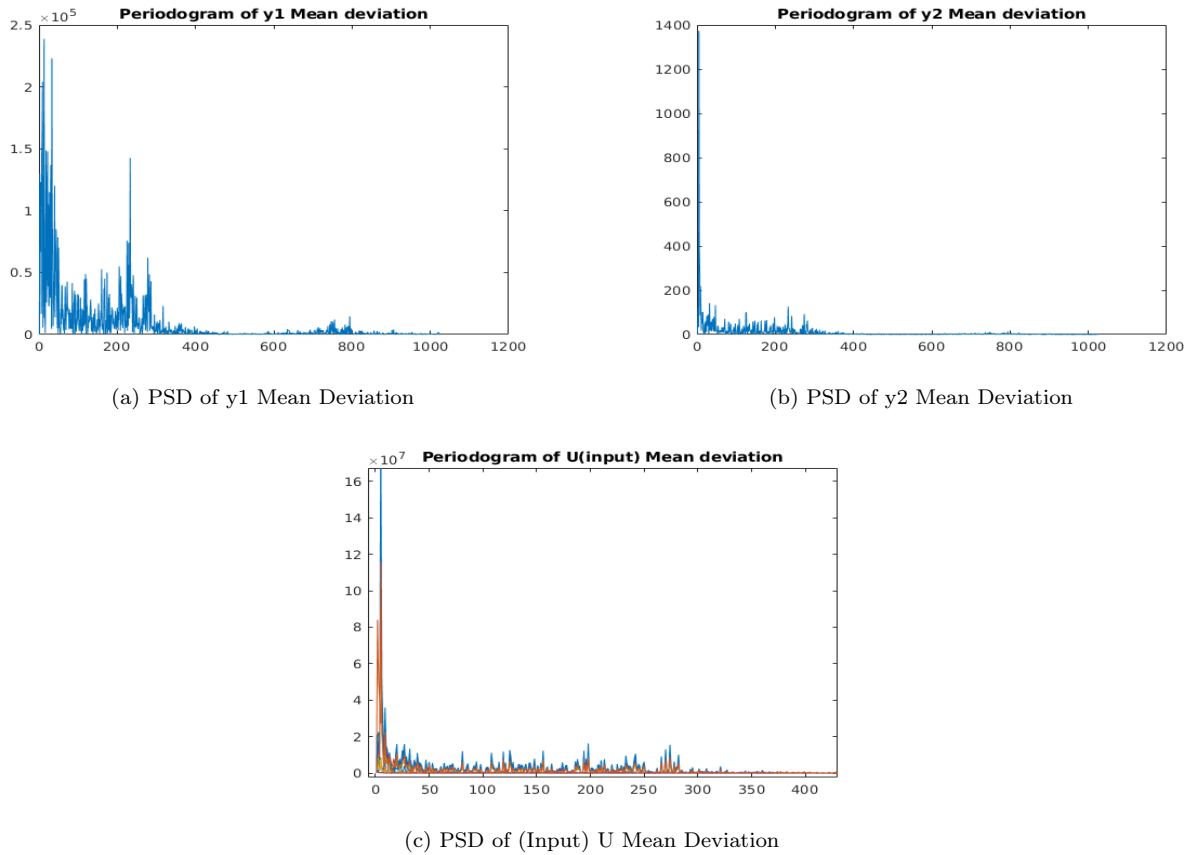 ×10^5
Periodogram of y1 Mean deviation
2.5
2
1.5
1
0.5
0
0 200 400 600 800 1000 1200
(a) PSD of y1 Mean Deviation
Periodogram of y2 Mean deviation
1400
1200
1000
800
600
400
200
0
0 200 400 600 800 1000 1200
(b) PSD of y2 Mean Deviation
×10^7
Periodogram of U(input) Mean deviation
16
14
12
10
8
6
4
2
0
0 50 100 150 200 250 300 350 400
(c) PSD of (Input) U Mean Deviation